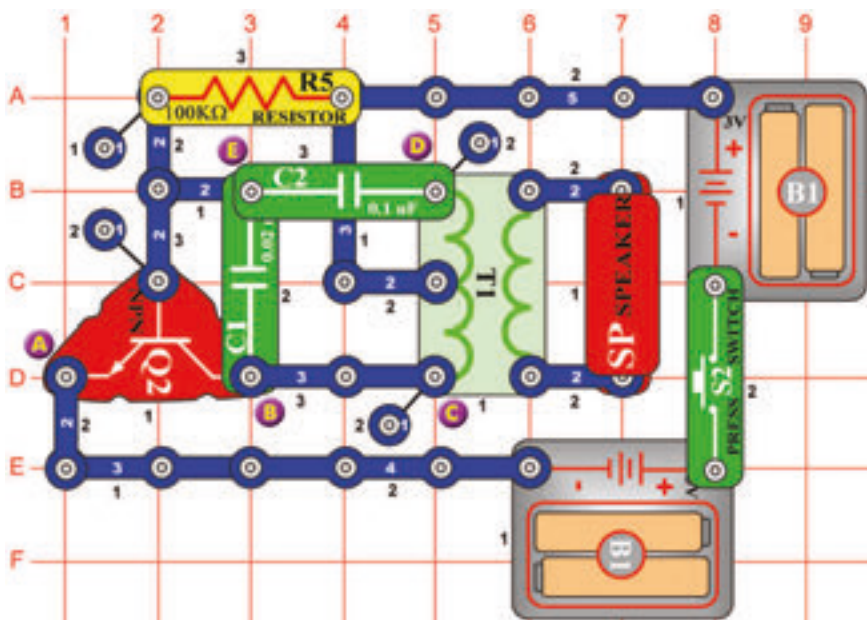 1 2 3 4 5 6 7 8 9
3
R5
2
A
100KΩ
RESISTOR
5
3V
1 1
2 2
E
3
D
1 2
2
+
B1
B
2
1
C2
0.1 uF
2
SPEAKER
1
-
2 1
2 3
0.02
3 1
C
NPN
2
2
T1
1
SWITCH
A
Q2
C1
2
SP
S2
2
D
3
3
1
2
2
PRESS
1
B
2 1
C
2 2
E
3
1
4
2
- +
V
1
B1
F